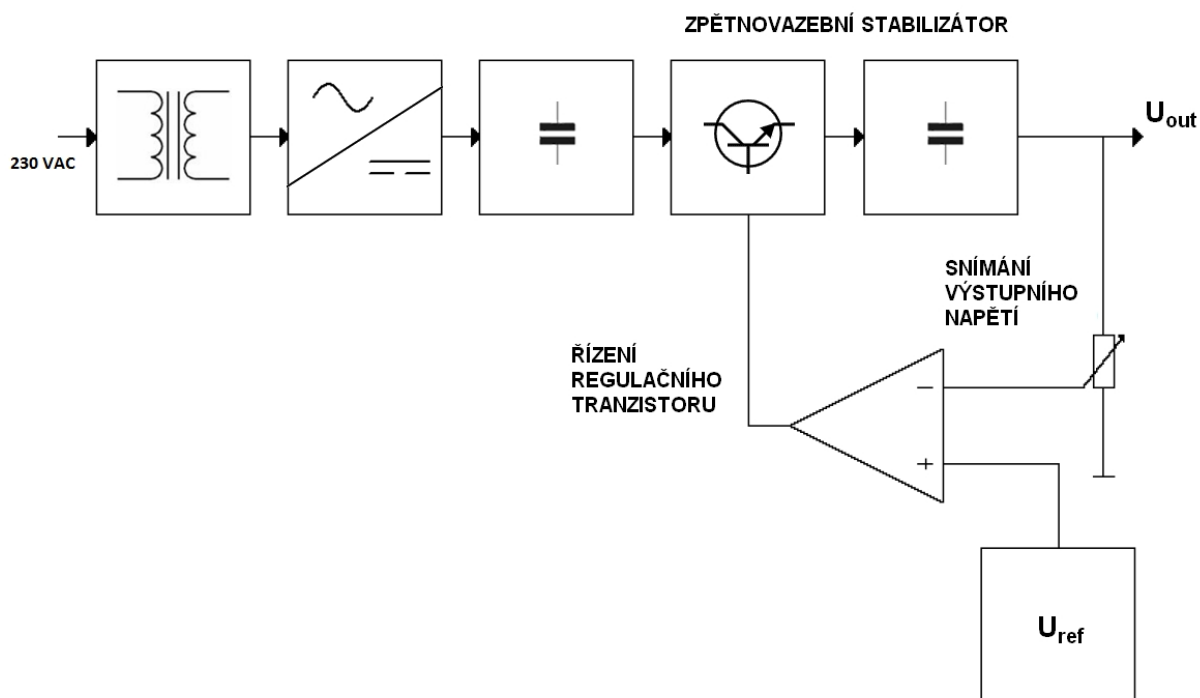 ZPĚTNOVAZEBNÍ STABILIZÁTOR
230 VAC
Uout
SNÍMÁNÍ
VÝSTUPNÍHO
NAPĚTÍ
ŘÍZENÍ
REGULAČNÍHO
TRANZISTORU
−
+
Uref